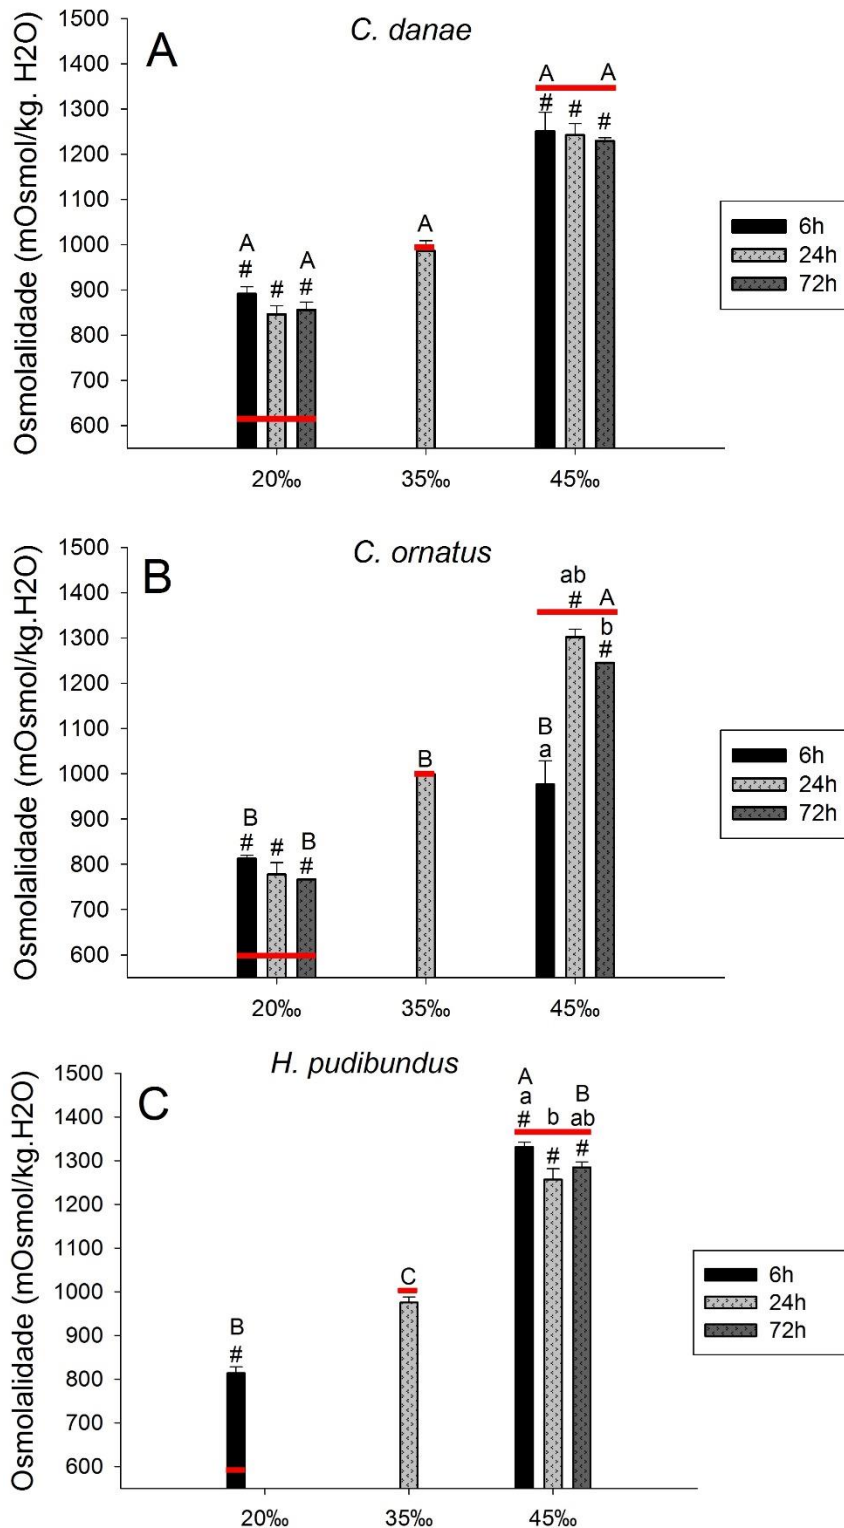 C. danae
A
Osmolalidade (mOsmol/kg. H2O)
1500
1400
1300
1200
1100
1000
900
800
700
600
A
#
#
A
#
A
A
#
#
A
#
20‰
35‰
45‰
6h
24h
72h
C. ornatus
B
Osmolalidade (mOsmol/kg.H2O)
1500
1400
1300
1200
1100
1000
900
800
700
600
B
#
#
B
#
B
B
a
ab
#
A
b
#
20‰
35‰
45‰
6h
24h
72h
H. pudibundus
C
Osmolalidade (mOsmol/kg.H2O)
1500
1400
1300
1200
1100
1000
900
800
700
600
B
#
C
A
a
#
b
#
B
ab
#
20‰
35‰
45‰
6h
24h
72h